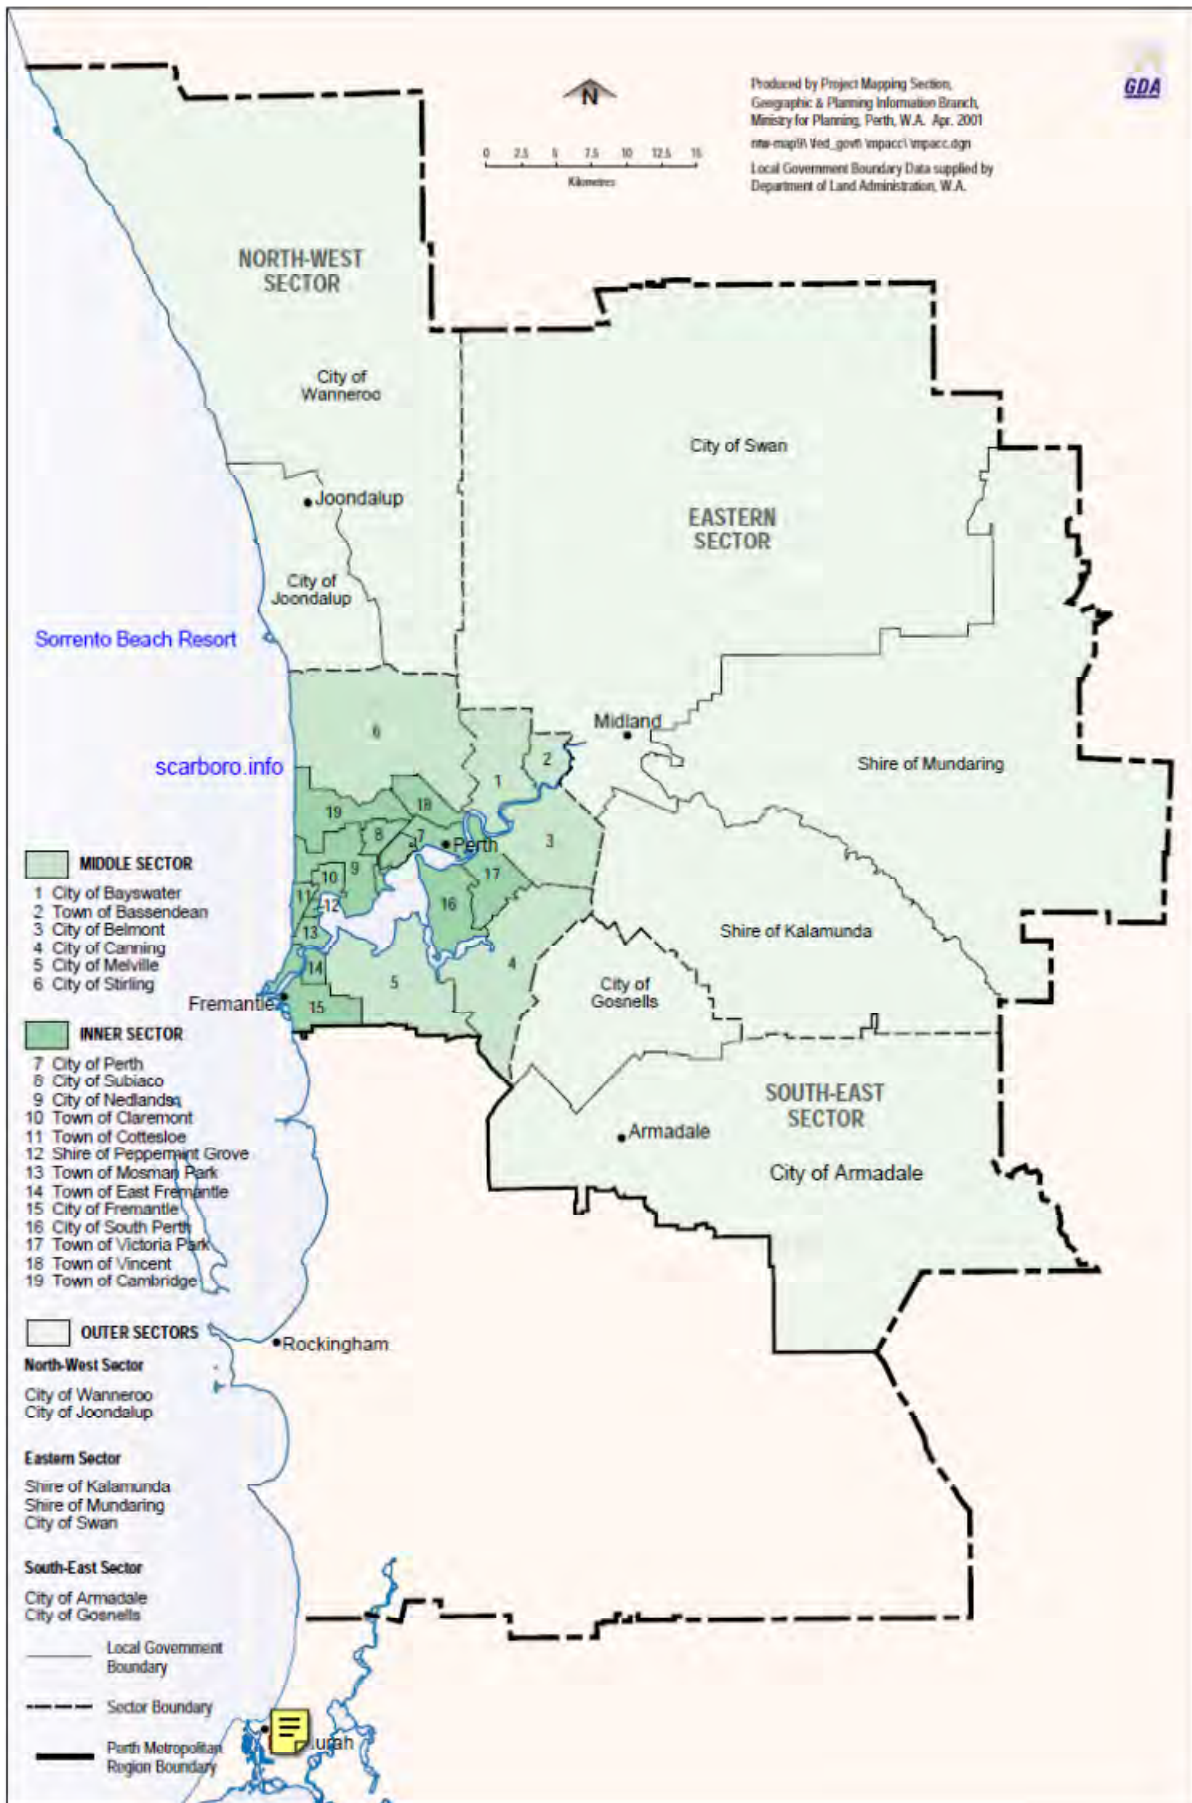 GDA
N
0 2.5 5 7.5 10 12.5 15
Kilometres
Produced by Project Mapping Section,
Geographic & Planning Information Branch,
Ministry for Planning, Perth, W.A. Apr. 2001
Local Government Boundary Data supplied by
Department of Land Administration, W.A.
NORTH-WEST
SECTOR
City of
Wanneroo
City of Swan
Joondalup
EASTERN
SECTOR
City of
Joondalup
Sorrento Beach Resort
6
Midland
2
scarboro.info
1
Shire of Mundaring
19
18
8
7
Perth
3
10
9
17
11
12
16
13
Shire of Kalamunda
14
5
4
City of
Gosnells
Fremantle
15
SOUTH-EAST
SECTOR
Armadale
City of Armadale
Rockingham
urah
MIDDLE SECTOR
1 City of Bayswater
2 Town of Bassendean
3 City of Belmont
4 City of Canning
5 City of Melville
6 City of Stirling
INNER SECTOR
7 City of Perth
8 City of Subiaco
9 City of Nedlands
10 Town of Claremont
11 Town of Cottesloe
12 Shire of Peppermint Grove
13 Town of Mosman Park
14 Town of East Fremantle
15 City of Fremantle
16 City of South Perth
17 Town of Victoria Park
18 Town of Vincent
19 Town of Cambridge
OUTER SECTORS
North-West Sector
City of Wanneroo
City of Joondalup
Eastern Sector
Shire of Kalamunda
Shire of Mundaring
City of Swan
South-East Sector
City of Armadale
City of Gosnells
Local Government
Boundary
Sector Boundary
Perth Metropolitan
Region Boundary